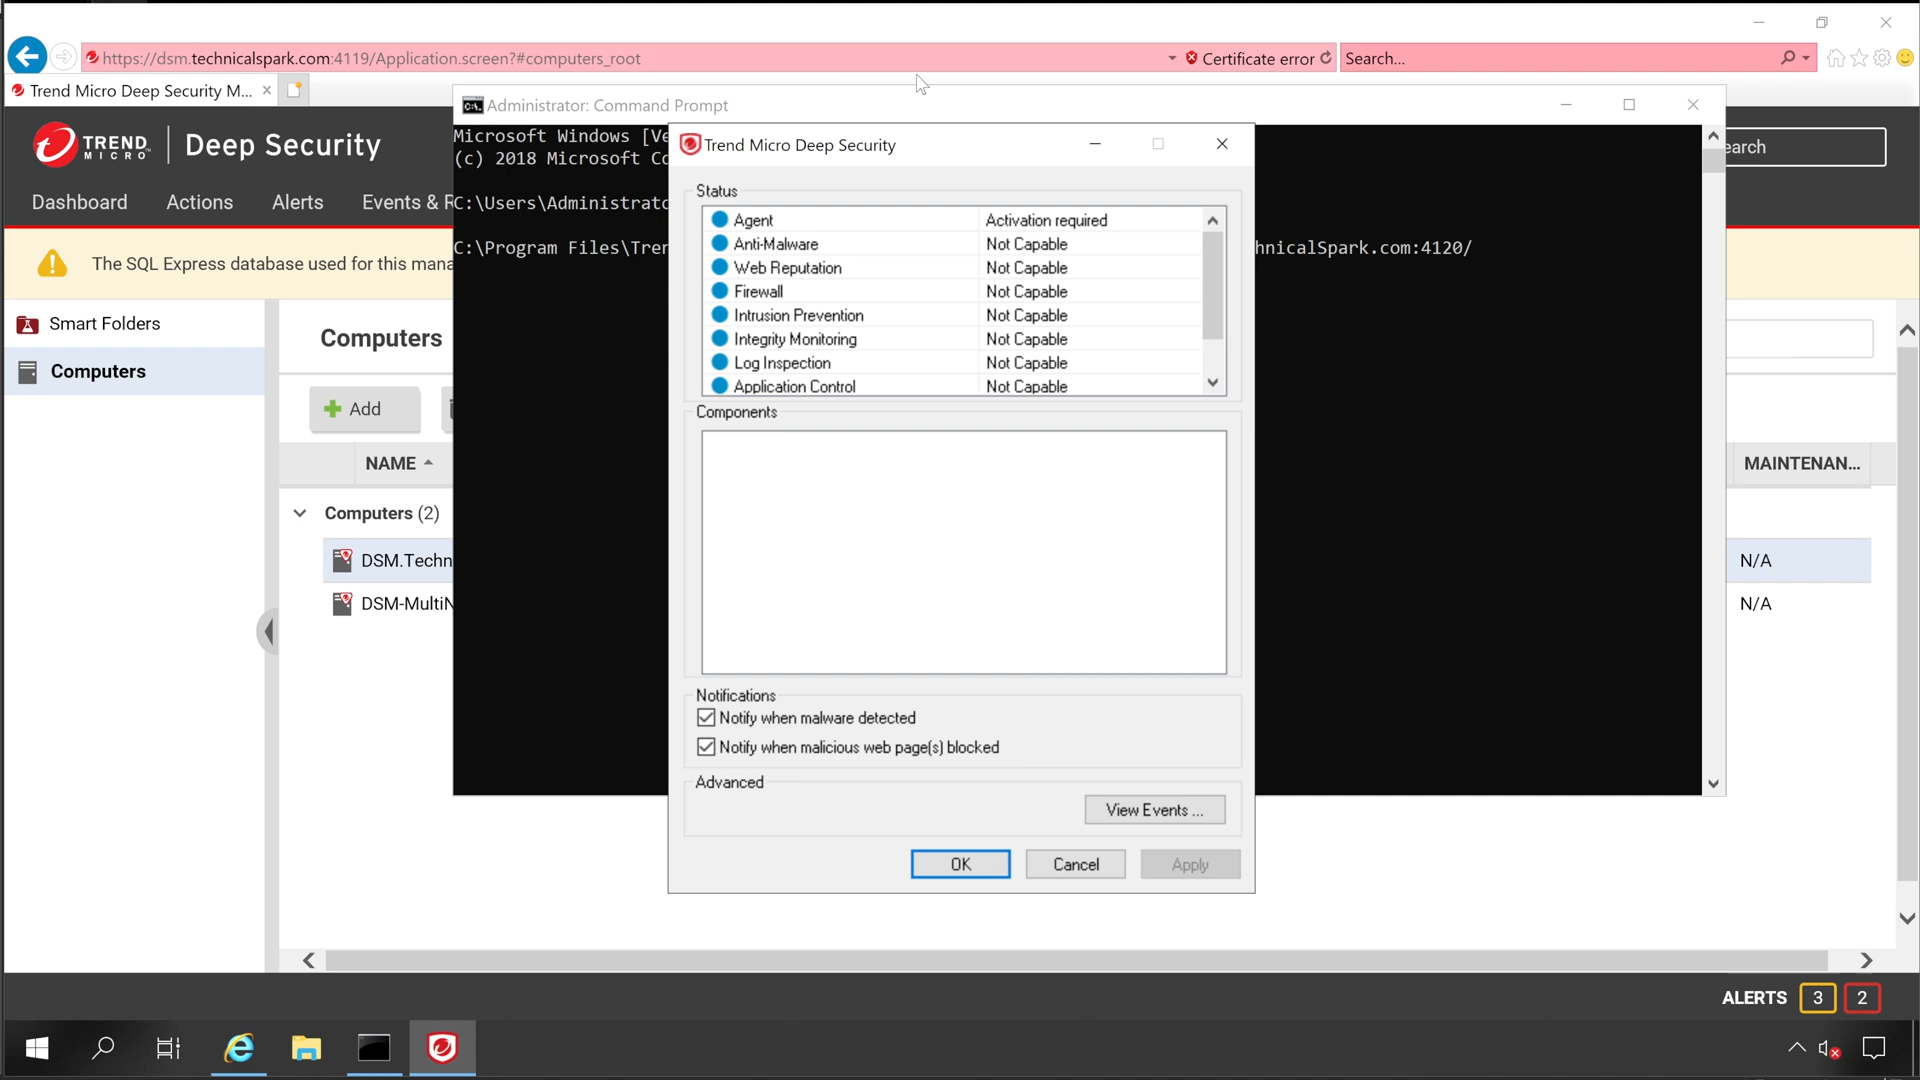 https://dsm.technicalspark.com:4119/Application.screen?#computers_root
Certificate error
Search...
Trend Micro Deep Security M...
Administrator: Command Prompt
TREND MICRO
Deep Security
earch
Dashboard
Actions
Alerts
Events & R
Microsoft Windows [Ve
(c) 2018 Microsoft Co
C:\Users\Administrato
C:\Program Files\Tren
hnicalSpark.com:4120/
The SQL Express database used for this mana
Smart Folders
Computers
Computers
Add
NAME
MAINTENAN...
Computers (2)
DSM.Techn
N/A
DSM-MultiN
N/A
Trend Micro Deep Security
Status
Agent Activation required
Anti-Malware Not Capable
Web Reputation Not Capable
Firewall Not Capable
Intrusion Prevention Not Capable
Integrity Monitoring Not Capable
Log Inspection Not Capable
Application Control Not Capable
Components
Notifications
Notify when malware detected
Notify when malicious web page(s) blocked
Advanced
View Events ...
OK
Cancel
Apply
ALERTS 3 2